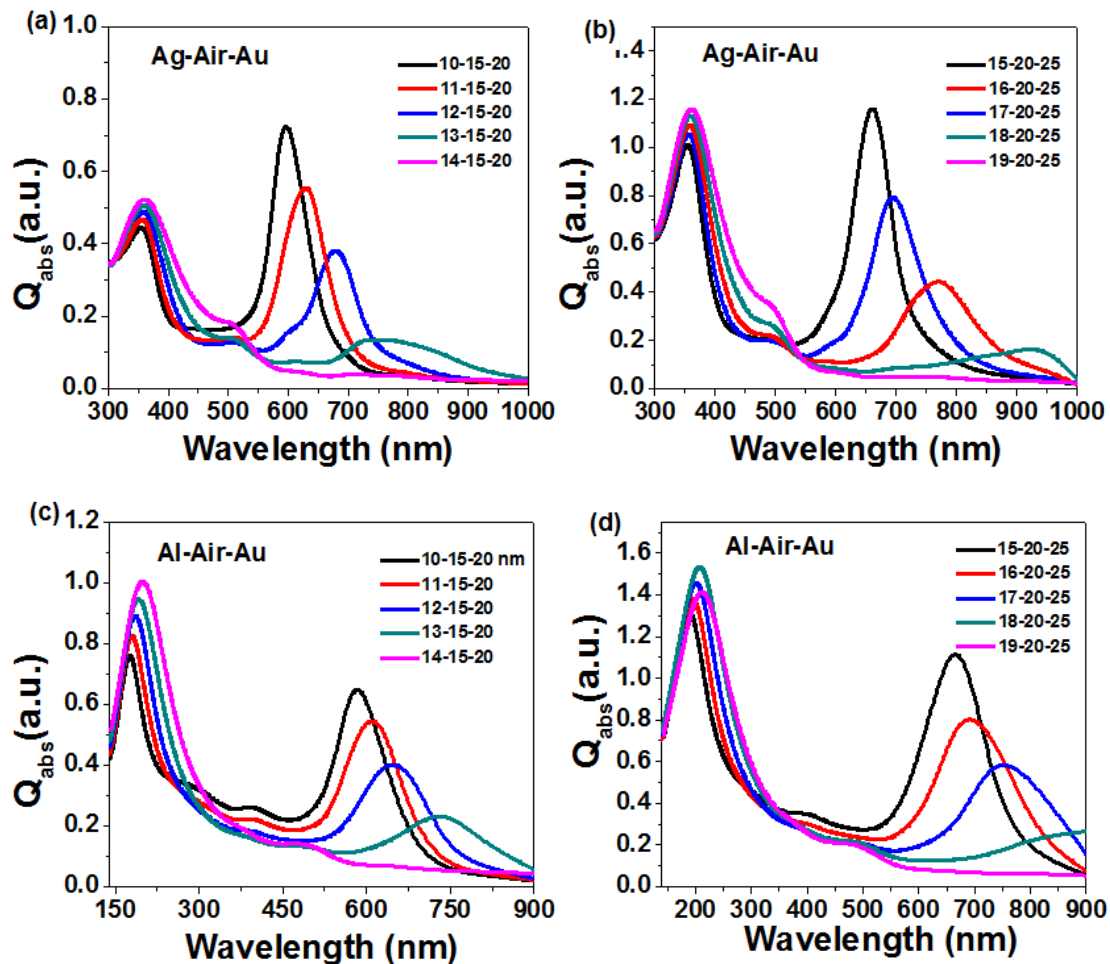 (a)
Ag-Air-Au
10-15-20
11-15-20
12-15-20
13-15-20
14-15-20
1.0
0.8
0.6
0.4
0.2
0.0
Qabs(a.u.)
300 400 500 600 700 800 900 1000
Wavelength (nm)
(b)
Ag-Air-Au
15-20-25
16-20-25
17-20-25
18-20-25
19-20-25
1.4
1.2
1.0
0.8
0.6
0.4
0.2
0.0
Qabs(a.u.)
300 400 500 600 700 800 900 1000
Wavelength (nm)
(c)
Al-Air-Au
10-15-20 nm
11-15-20
12-15-20
13-15-20
14-15-20
1.2
1.0
0.8
0.6
0.4
0.2
0.0
Qabs(a.u.)
150 300 450 600 750 900
Wavelength (nm)
(d)
Al-Air-Au
15-20-25
16-20-25
17-20-25
18-20-25
19-20-25
1.6
1.4
1.2
1.0
0.8
0.6
0.4
0.2
0.0
Qabs(a.u.)
200 300 400 500 600 700 800 900
Wavelength (nm)